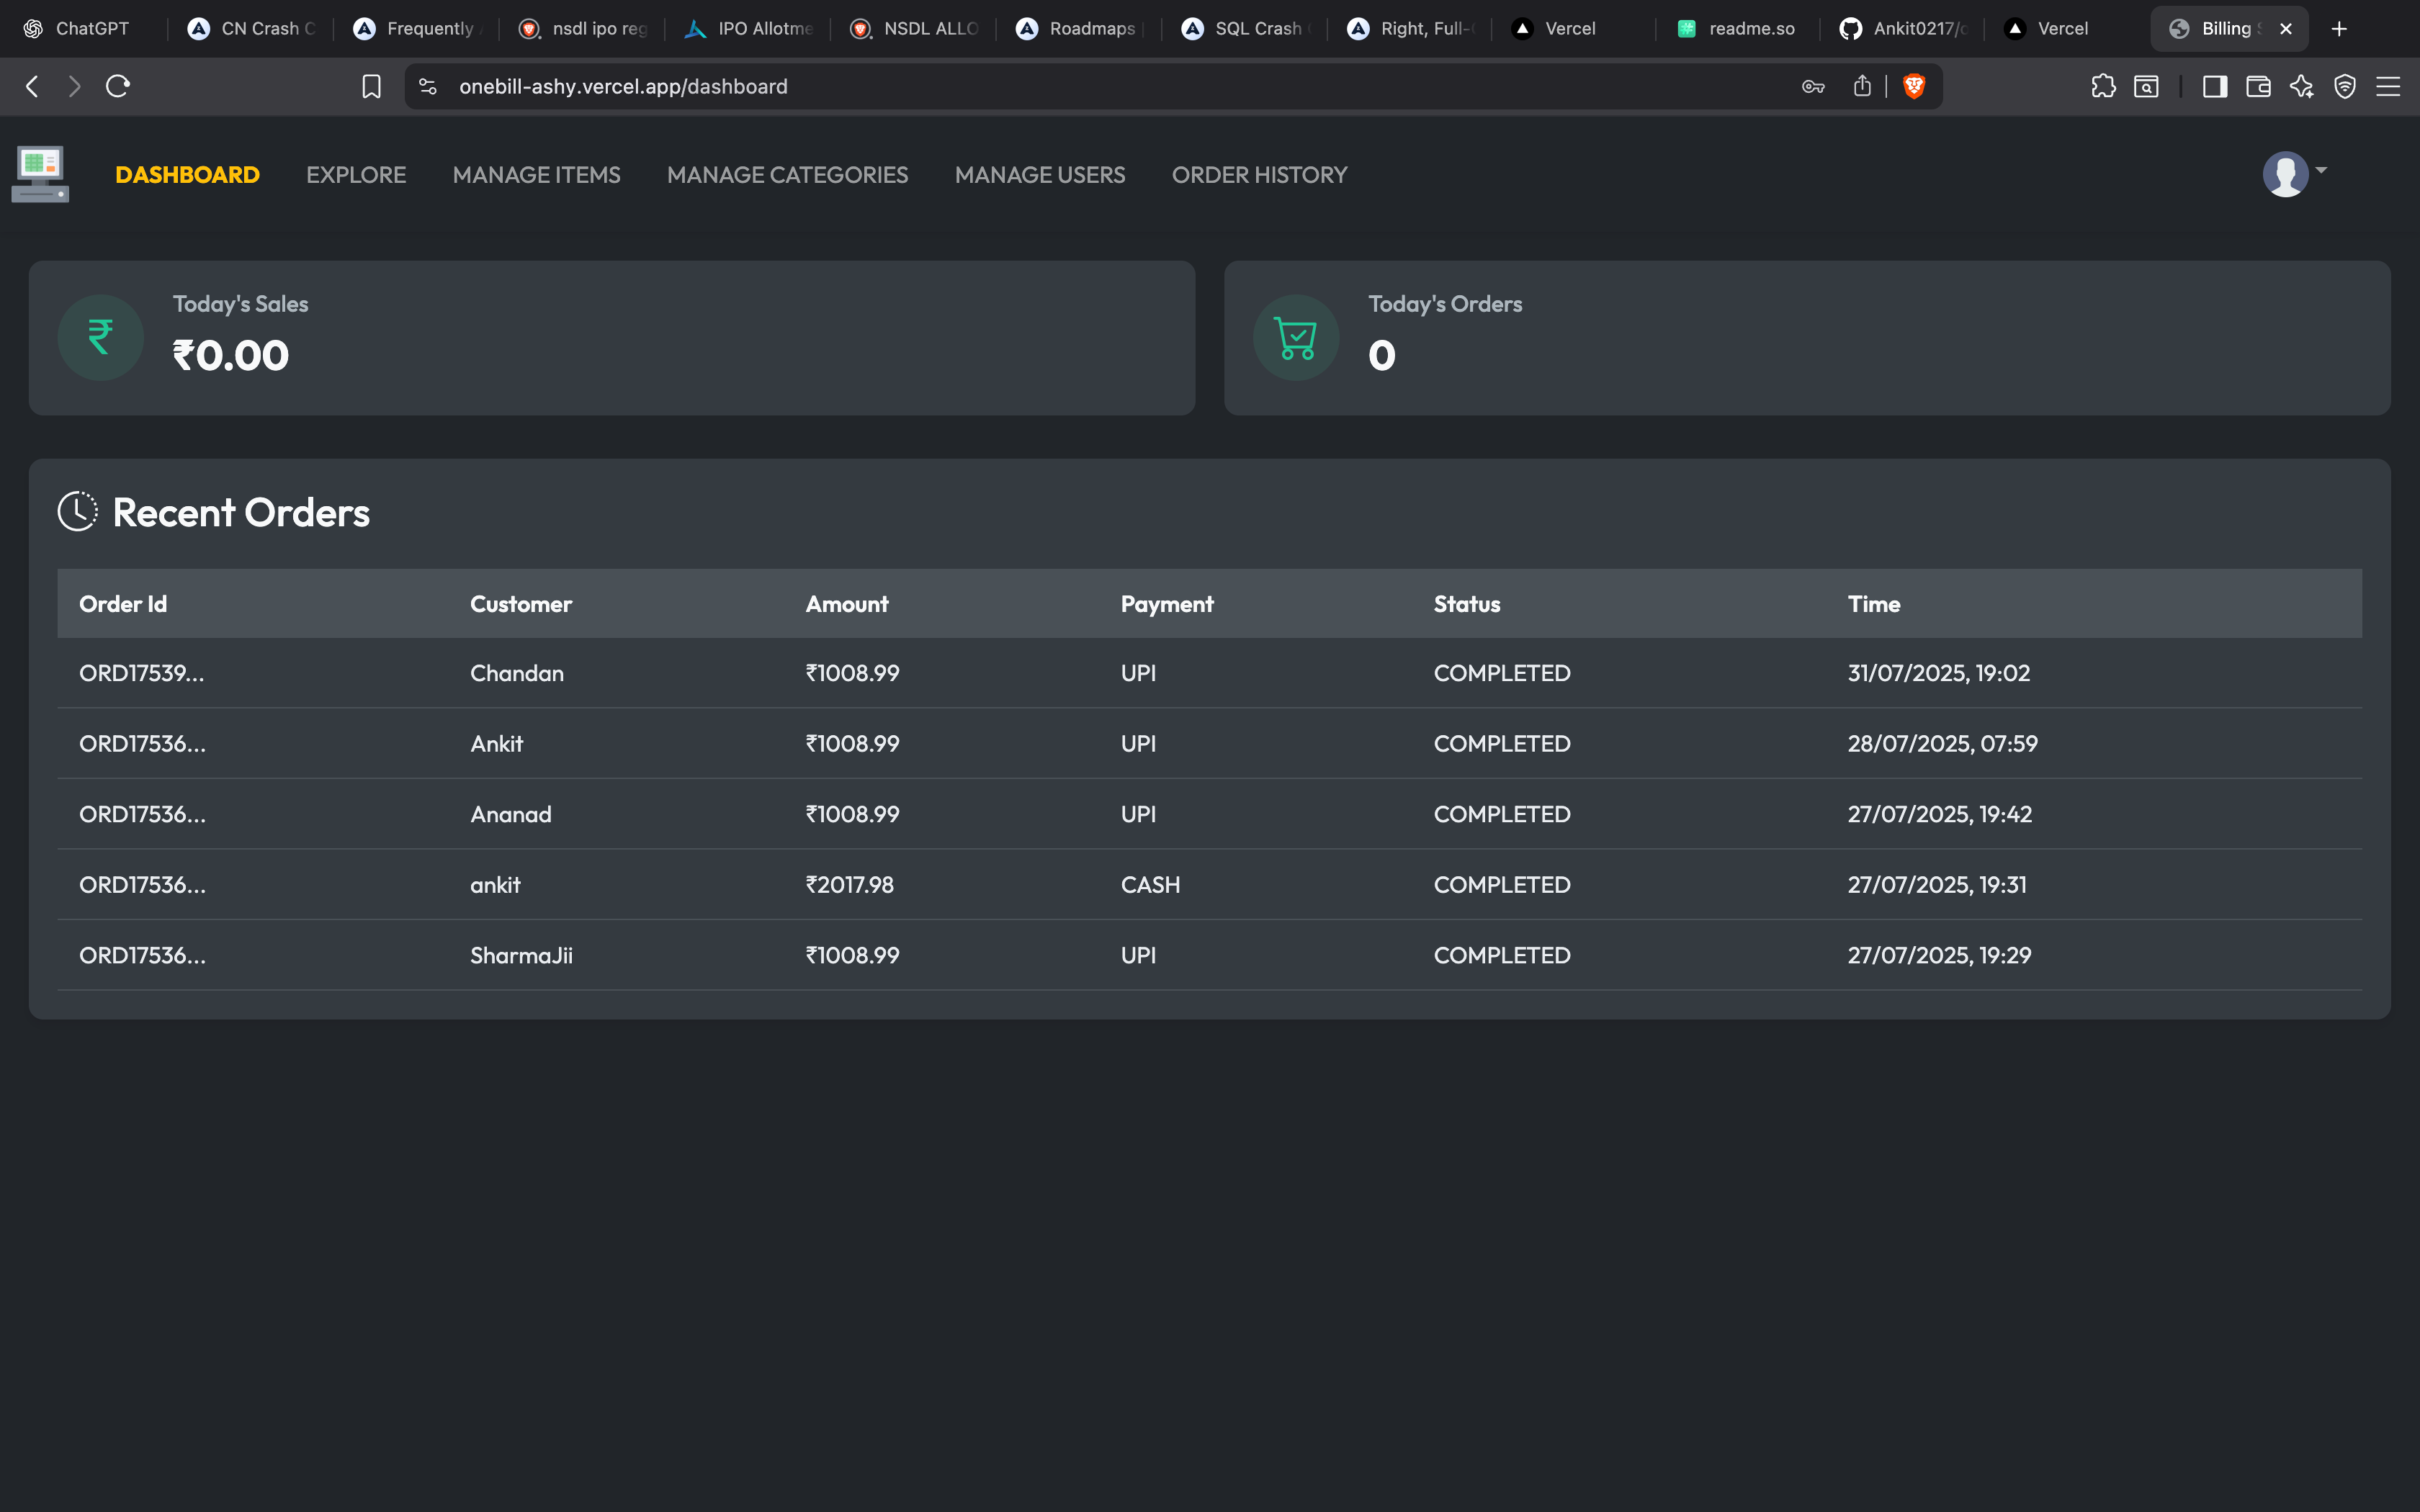 ChatGPT CN Crash C Frequently nsdl ipo reg IPO Allotme NSDL ALLO Roadmaps SQL Crash Right, Full- Vercel readme.so Ankit0217/o Vercel Billing
onebill-ashy.vercel.app/dashboard
DASHBOARD EXPLORE MANAGE ITEMS MANAGE CATEGORIES MANAGE USERS ORDER HISTORY
Today's Sales
₹0.00
Today's Orders
0
Recent Orders
Order Id Customer Amount Payment Status Time
ORD17539... Chandan ₹1008.99 UPI COMPLETED 31/07/2025, 19:02
ORD17536... Ankit ₹1008.99 UPI COMPLETED 28/07/2025, 07:59
ORD17536... Ananad ₹1008.99 UPI COMPLETED 27/07/2025, 19:42
ORD17536... ankit ₹2017.98 CASH COMPLETED 27/07/2025, 19:31
ORD17536... SharmaJii ₹1008.99 UPI COMPLETED 27/07/2025, 19:29